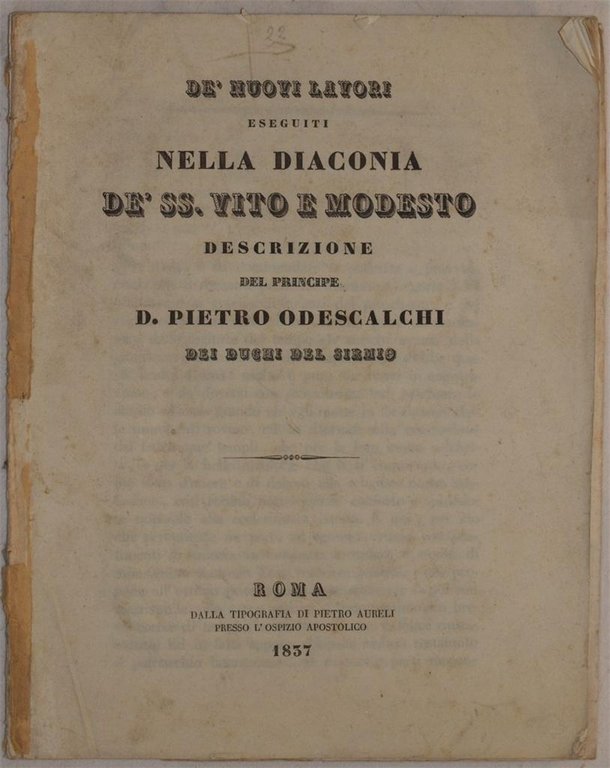 22
DE' NUOVI LAVORI
ESEGUITI
NELLA DIACONIA
DE' SS. VITO E MODESTO
DESCRIZIONE
DEL PRINCIPE
D. PIETRO ODESCALCHI
DEI DUCHI DEL SIRMIO
ROMA
DALLA TIPOGRAFIA DI PIETRO AURELI
PRESSO L'OSPIZIO APOSTOLICO
1837